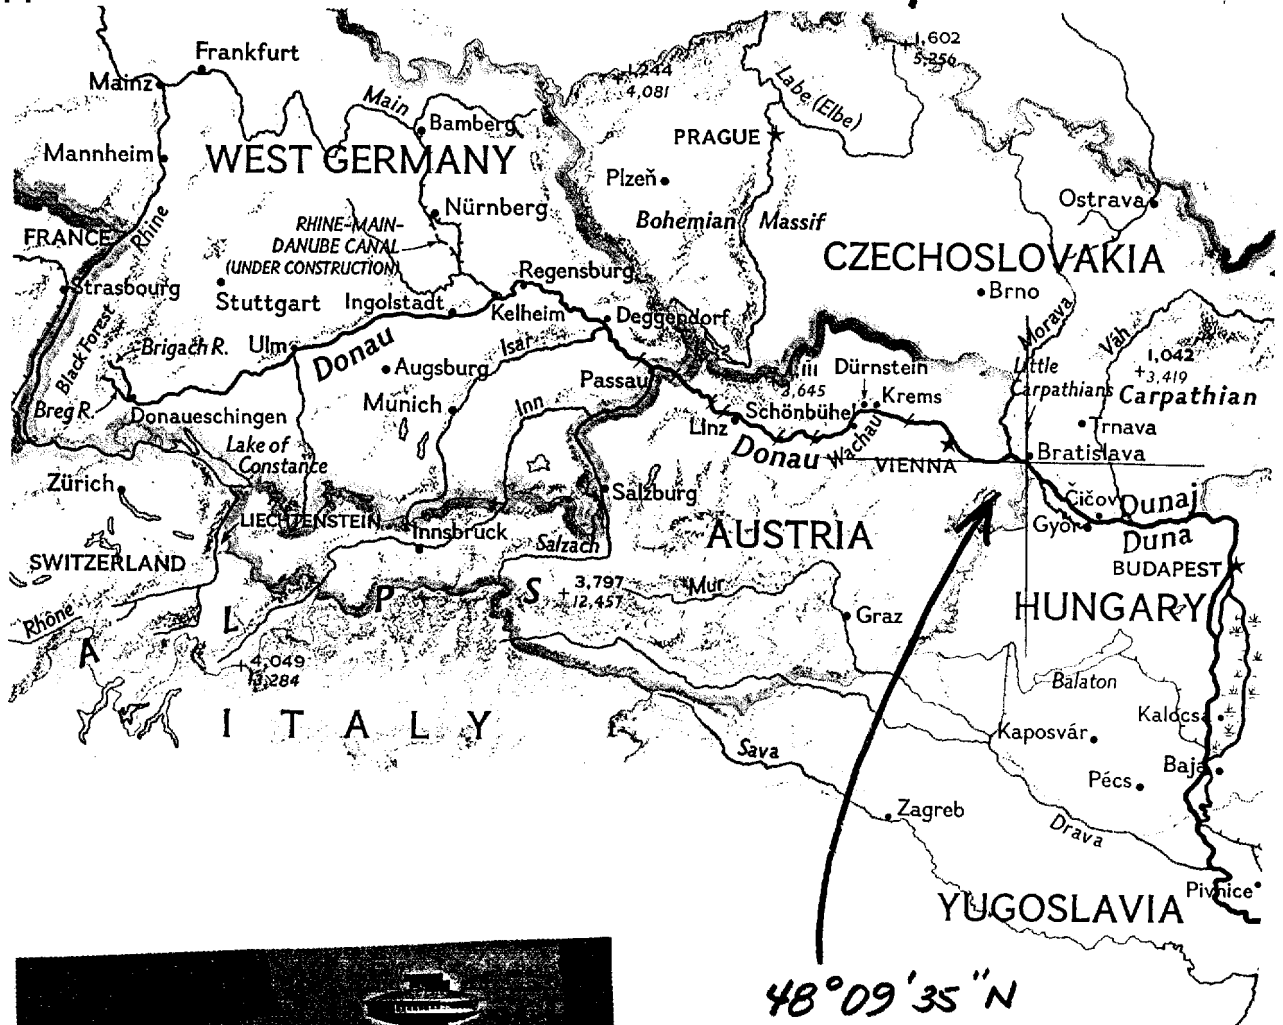 1,602
5,256
Frankfurt
1,244
4,081
Mainz
Main
Labe (Elbe)
Bamberg
PRAGUE
Mannheim
WEST GERMANY
Plzeň
Ostrava
Nürnberg
Bohemian Massif
RHINE-MAIN-
DANUBE CANAL
(UNDER CONSTRUCTION)
FRANCE
Rhine
CZECHOSLOVAKIA
Regensburg
Strasbourg
Stuttgart
Ingolstadt
Kelheim
Deggendorf
Brno
Morava
Váh
Black Forest
Brigach R.
Ulm
Donau
Isar
Augsburg
Passau
Dürnstein
3,645
Little
Carpathians
1,042
3,419
Carpathian
Breg R.
Donaueschingen
Munich
Inn
Linz
Schönbühel
Krems
Trnava
Donau
Wachau
VIENNA
Bratislava
Lake of
Constance
Zürich
Salzburg
Čičov
Dunaj
Győr
Duna
LIECHTENSTEIN
Innsbruck
Salzach
AUSTRIA
BUDAPEST
SWITZERLAND
3,797
12,457
Mur
HUNGARY
Rhône
A L P S
Graz
4,049
13,284
Balaton
ITALY
Kalocsa
Kaposvár
Sava
Baja
Pécs
Zagreb
Drava
Pivnice
YUGOSLAVIA
48°09'35"N